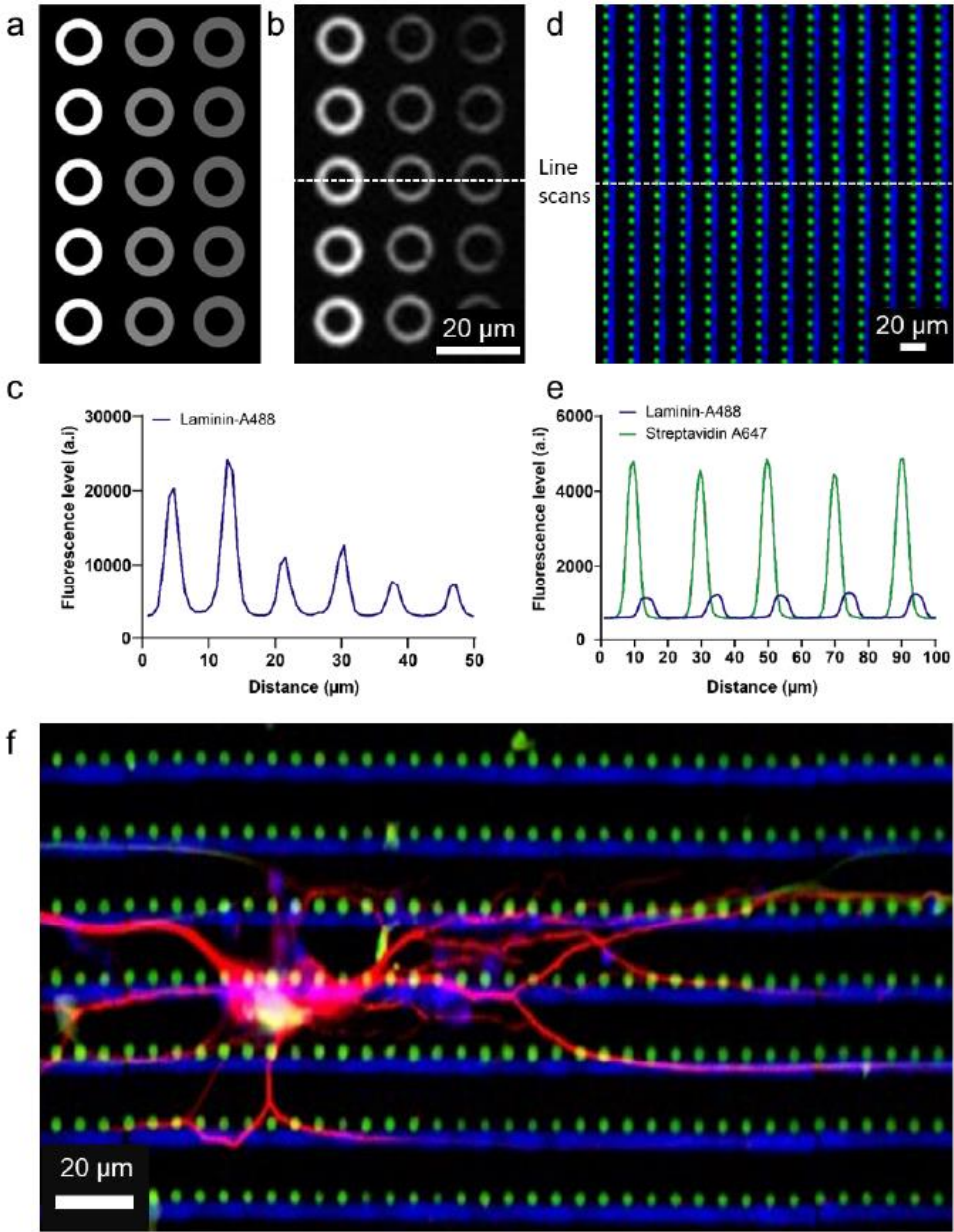 a
b
d
Line
scans
20 µm
20 µm
c
e
30000
20000
10000
0
Fluorescence level (a.i)
Laminin-A488
0
10
20
30
40
50
Distance (µm)
6000
4000
2000
0
Fluorescence level (a.i)
Laminin-A488
Streptavidin A647
0
10
20
30
40
50
60
70
80
90
100
Distance (µm)
f
20 µm